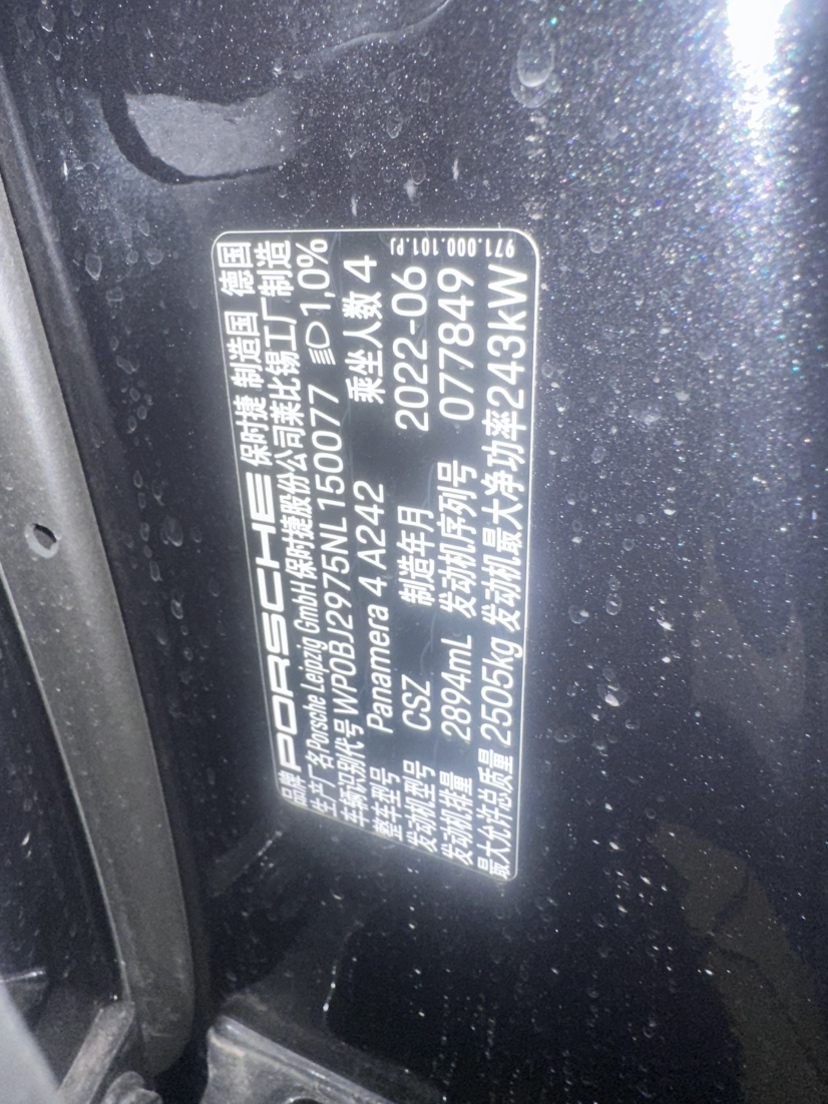 品牌 PORSCHE 保时捷 制造国 德国
生产厂名 Porsche Leipzig GmbH 保时捷股份公司莱比锡工厂 制造
车辆识别代号 WP0BJ2975NL150077 1,0%
整车型号 Panamera 4 A242 乘坐人数 4
发动机型号 CSZ 制造年月 2022-06
发动机排量 2894mL 发动机序列号 077849
最大允许总质量 2505kg 发动机最大净功率 243kW
971.000.101.PJ